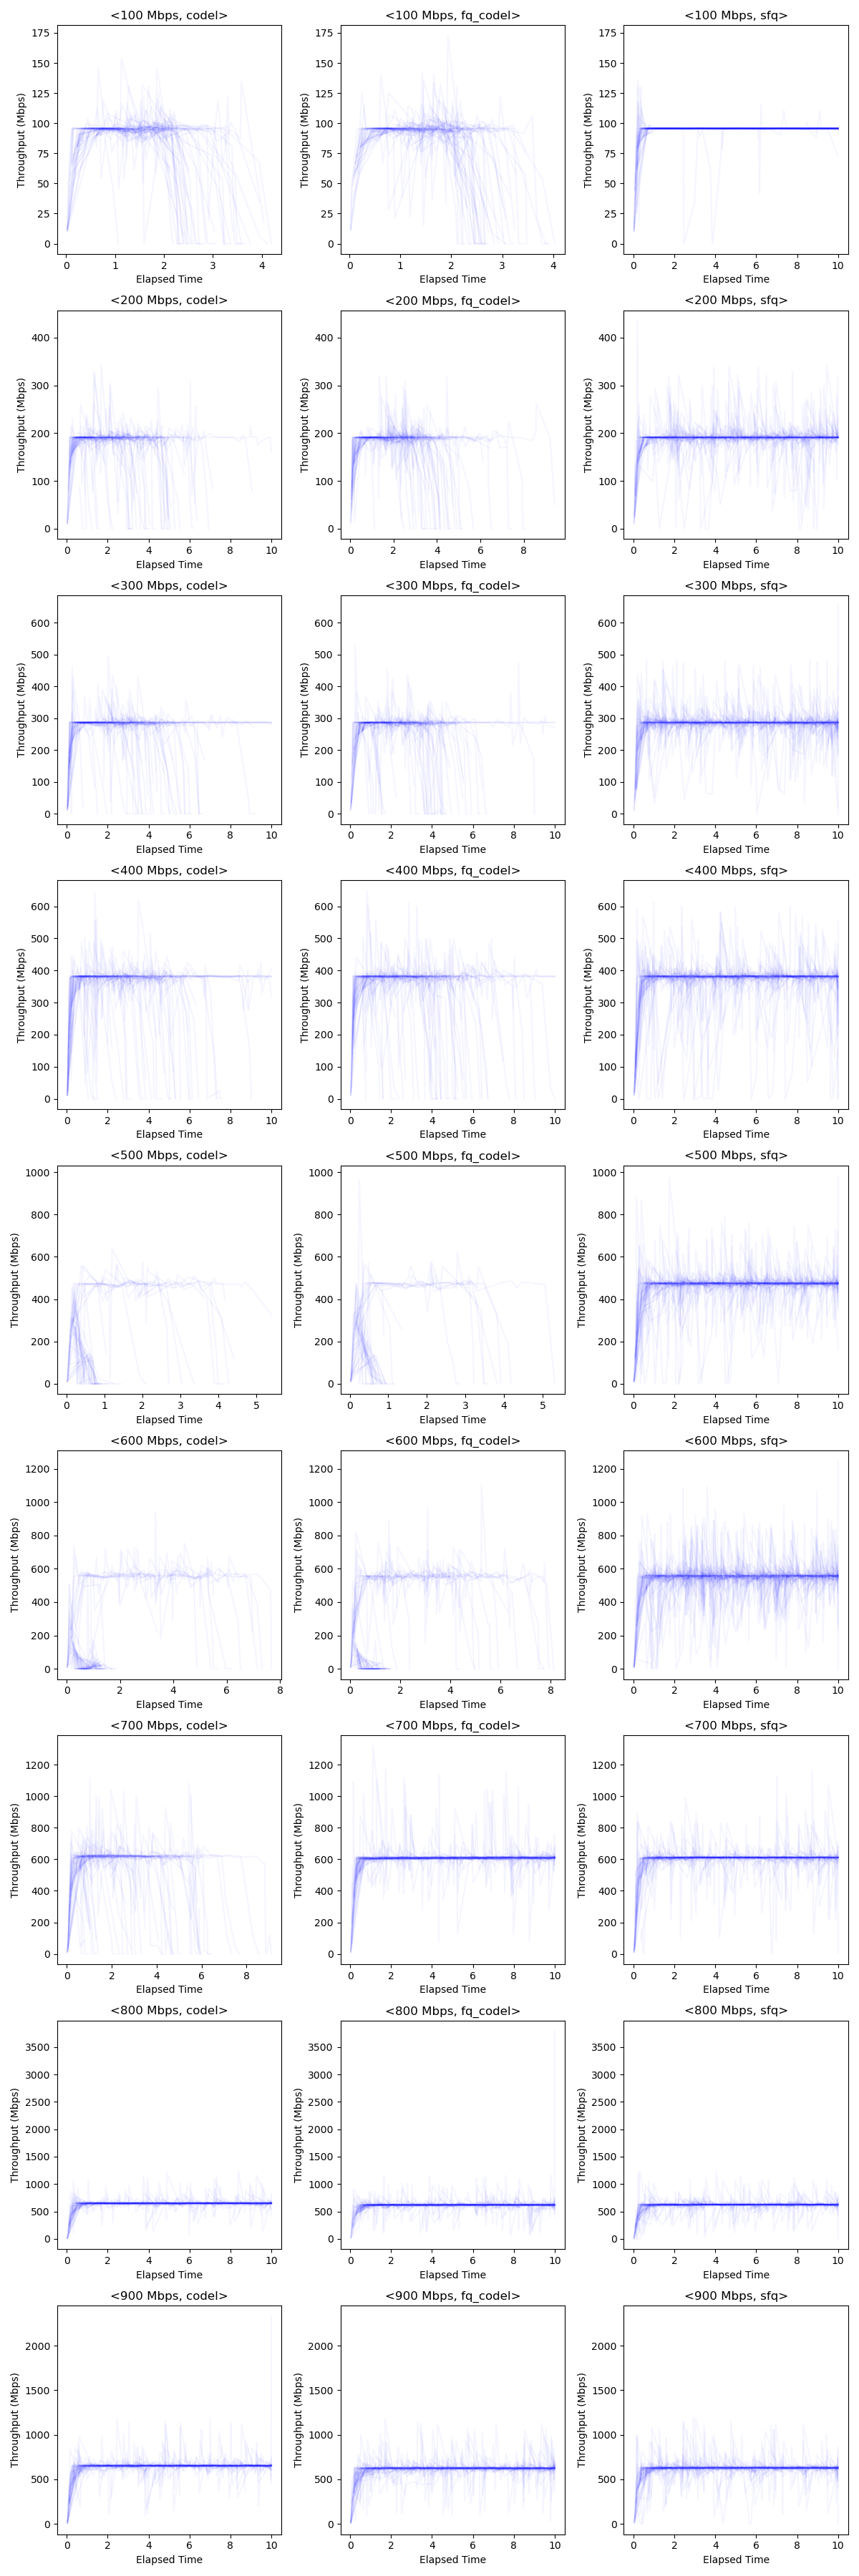 <100 Mbps, codel>
<100 Mbps, fq_codel>
<100 Mbps, sfq>
Throughput (Mbps)
175
150
125
100
75
50
25
0
0 1 2 3 4
Elapsed Time
Throughput (Mbps)
175
150
125
100
75
50
25
0
0 1 2 3 4
Elapsed Time
Throughput (Mbps)
175
150
125
100
75
50
25
0
0 2 4 6 8 10
Elapsed Time
<200 Mbps, codel>
<200 Mbps, fq_codel>
<200 Mbps, sfq>
Throughput (Mbps)
400
300
200
100
0
0 2 4 6 8 10
Elapsed Time
Throughput (Mbps)
400
300
200
100
0
0 2 4 6 8
Elapsed Time
Throughput (Mbps)
400
300
200
100
0
0 2 4 6 8 10
Elapsed Time
<300 Mbps, codel>
<300 Mbps, fq_codel>
<300 Mbps, sfq>
Throughput (Mbps)
600
500
400
300
200
100
0
0 2 4 6 8 10
Elapsed Time
Throughput (Mbps)
600
500
400
300
200
100
0
0 2 4 6 8 10
Elapsed Time
Throughput (Mbps)
600
500
400
300
200
100
0
0 2 4 6 8 10
Elapsed Time
<400 Mbps, codel>
<400 Mbps, fq_codel>
<400 Mbps, sfq>
Throughput (Mbps)
600
500
400
300
200
100
0
0 2 4 6 8 10
Elapsed Time
Throughput (Mbps)
600
500
400
300
200
100
0
0 2 4 6 8 10
Elapsed Time
Throughput (Mbps)
600
500
400
300
200
100
0
0 2 4 6 8 10
Elapsed Time
<500 Mbps, codel>
<500 Mbps, fq_codel>
<500 Mbps, sfq>
Throughput (Mbps)
1000
800
600
400
200
0
0 1 2 3 4 5
Elapsed Time
Throughput (Mbps)
1000
800
600
400
200
0
0 1 2 3 4 5
Elapsed Time
Throughput (Mbps)
1000
800
600
400
200
0
0 2 4 6 8 10
Elapsed Time
<600 Mbps, codel>
<600 Mbps, fq_codel>
<600 Mbps, sfq>
Throughput (Mbps)
1200
1000
800
600
400
200
0
0 2 4 6 8
Elapsed Time
Throughput (Mbps)
1200
1000
800
600
400
200
0
0 2 4 6 8
Elapsed Time
Throughput (Mbps)
1200
1000
800
600
400
200
0
0 2 4 6 8 10
Elapsed Time
<700 Mbps, codel>
<700 Mbps, fq_codel>
<700 Mbps, sfq>
Throughput (Mbps)
1200
1000
800
600
400
200
0
0 2 4 6 8
Elapsed Time
Throughput (Mbps)
1200
1000
800
600
400
200
0
0 2 4 6 8 10
Elapsed Time
Throughput (Mbps)
1200
1000
800
600
400
200
0
0 2 4 6 8 10
Elapsed Time
<800 Mbps, codel>
<800 Mbps, fq_codel>
<800 Mbps, sfq>
Throughput (Mbps)
3500
3000
2500
2000
1500
1000
500
0
0 2 4 6 8 10
Elapsed Time
Throughput (Mbps)
3500
3000
2500
2000
1500
1000
500
0
0 2 4 6 8 10
Elapsed Time
Throughput (Mbps)
3500
3000
2500
2000
1500
1000
500
0
0 2 4 6 8 10
Elapsed Time
<900 Mbps, codel>
<900 Mbps, fq_codel>
<900 Mbps, sfq>
Throughput (Mbps)
2000
1500
1000
500
0
0 2 4 6 8 10
Elapsed Time
Throughput (Mbps)
2000
1500
1000
500
0
0 2 4 6 8 10
Elapsed Time
Throughput (Mbps)
2000
1500
1000
500
0
0 2 4 6 8 10
Elapsed Time